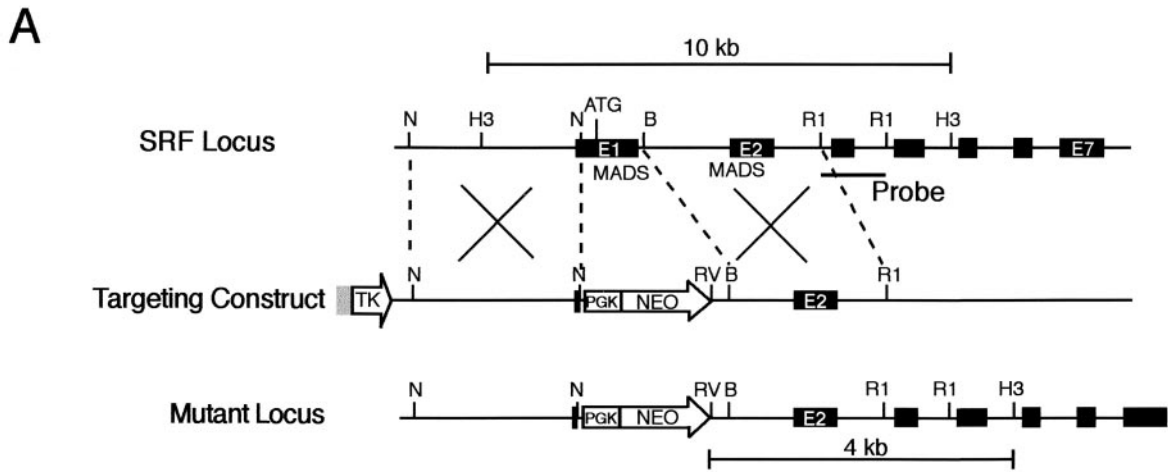 A
10 kb
N H3 N ATG B R1 R1 H3
SRF Locus E1 E2 E7
MADS MADS
Probe
N N RV B R1
Targeting Construct TK PGK NEO E2
N N RV B R1 R1 H3
Mutant Locus PGK NEO E2
4 kb